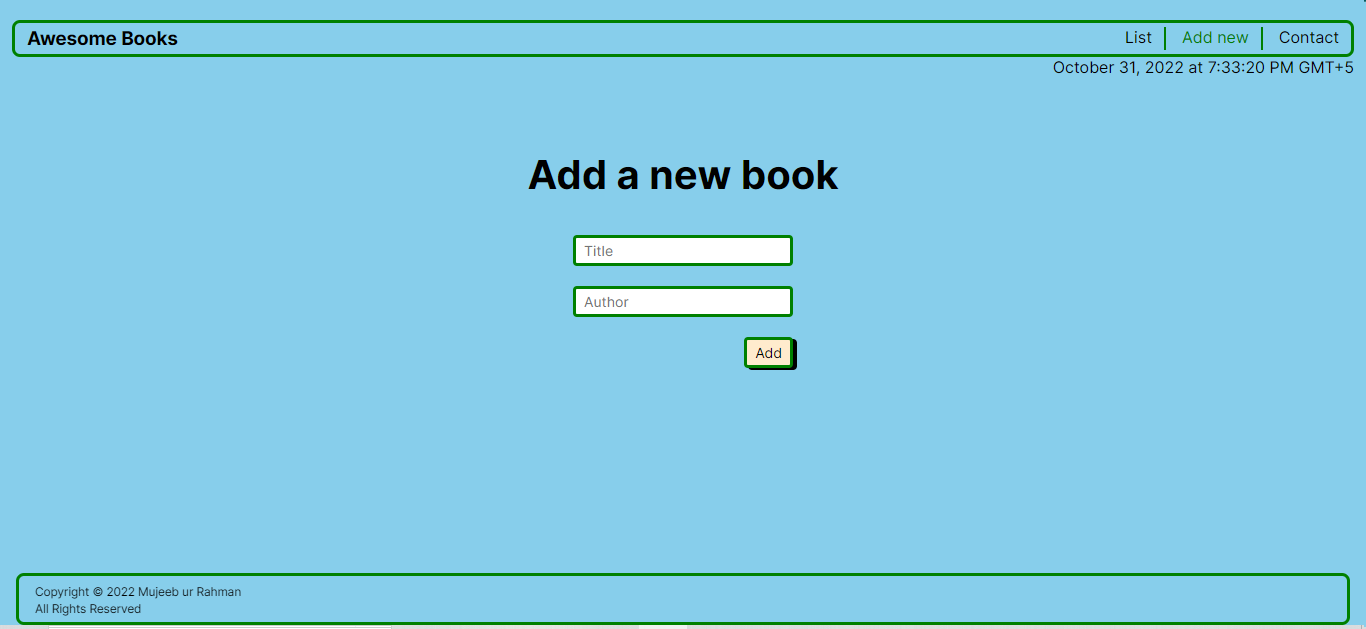 Awesome Books
List Add new Contact
October 31, 2022 at 7:33:20 PM GMT+5
Add a new book
Title
Author
Add
Copyright © 2022 Mujeeb ur Rahman
All Rights Reserved